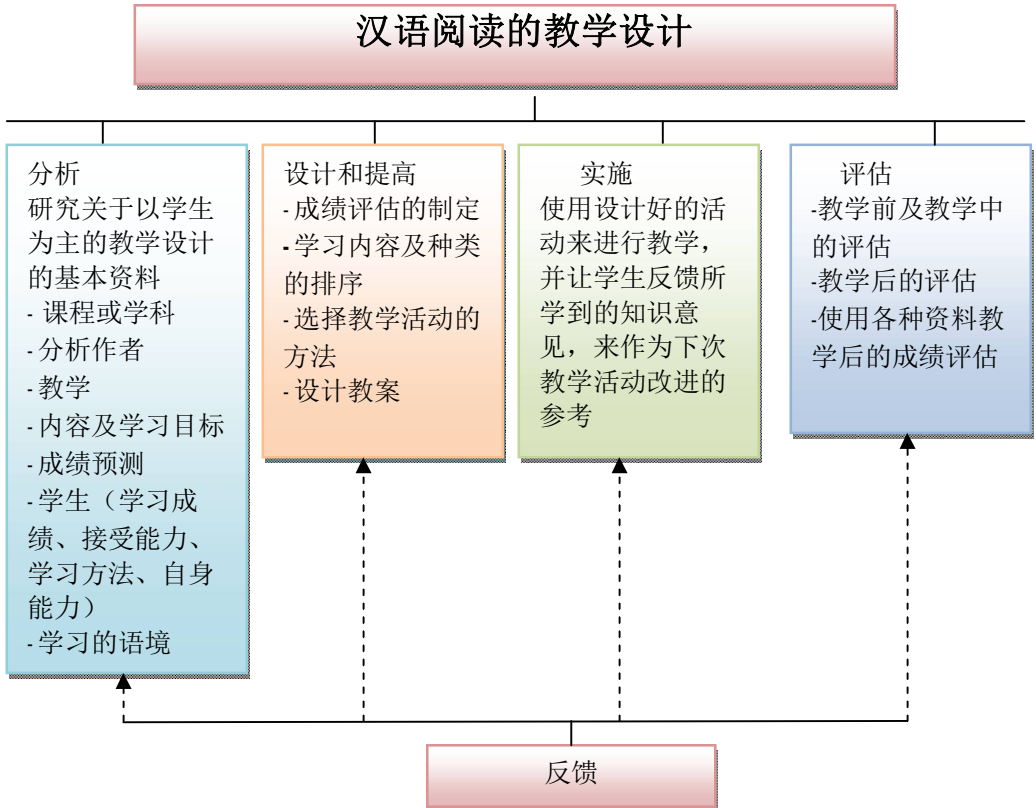 汉语阅读的教学设计
分析
研究关于以学生
为主的教学设计
的基本资料
- 课程或学科
-分析作者
-教学
-内容及学习目标
-成绩预测
-学生（学习成
绩、接受能力、
学习方法、自身
能力）
-学习的语境
设计和提高
-成绩评估的制定
-学习内容及种类
的排序
-选择教学活动的
方法
-设计教案
实施
使用设计好的活
动来进行教学，
并让学生反馈所
学到的知识意
见，来作为下次
教学活动改进的
参考
评估
-教学前及教学中
的评估
-教学后的评估
-使用各种资料教
学后的成绩评估
反馈